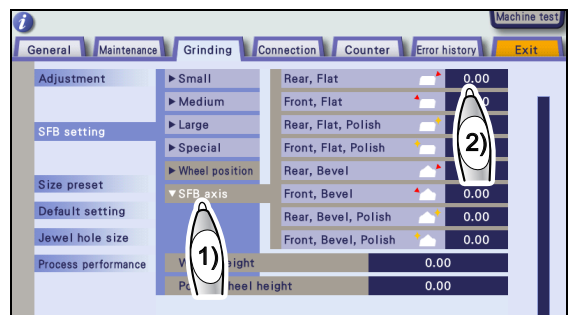 Machine test
General Maintenance Grinding Connection Counter Error history Exit
Adjustment Small Rear, Flat 0.00
Medium Front, Flat
Large Rear, Flat, Polish
SFB setting Special Front, Flat, Polish 2)
Wheel position Rear, Bevel
Size preset SFB axis Front, Bevel 0.00
Default setting Rear, Bevel, Polish 0.00
Jewel hole size 1) Front, Bevel, Polish 0.00
Process performance 0.00
wheel height 0.00